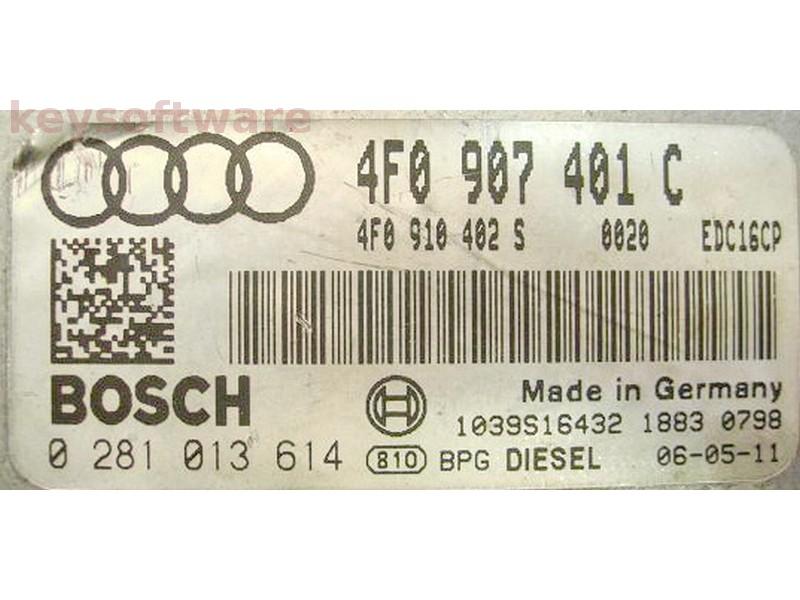 keysoftware
4F0 907 401 C
4F0 910 402 S 0020 EDC16CP
BOSCH
Made in Germany
1039S16432 1883 0798
0 281 013 614 810 BPG DIESEL 06-05-11